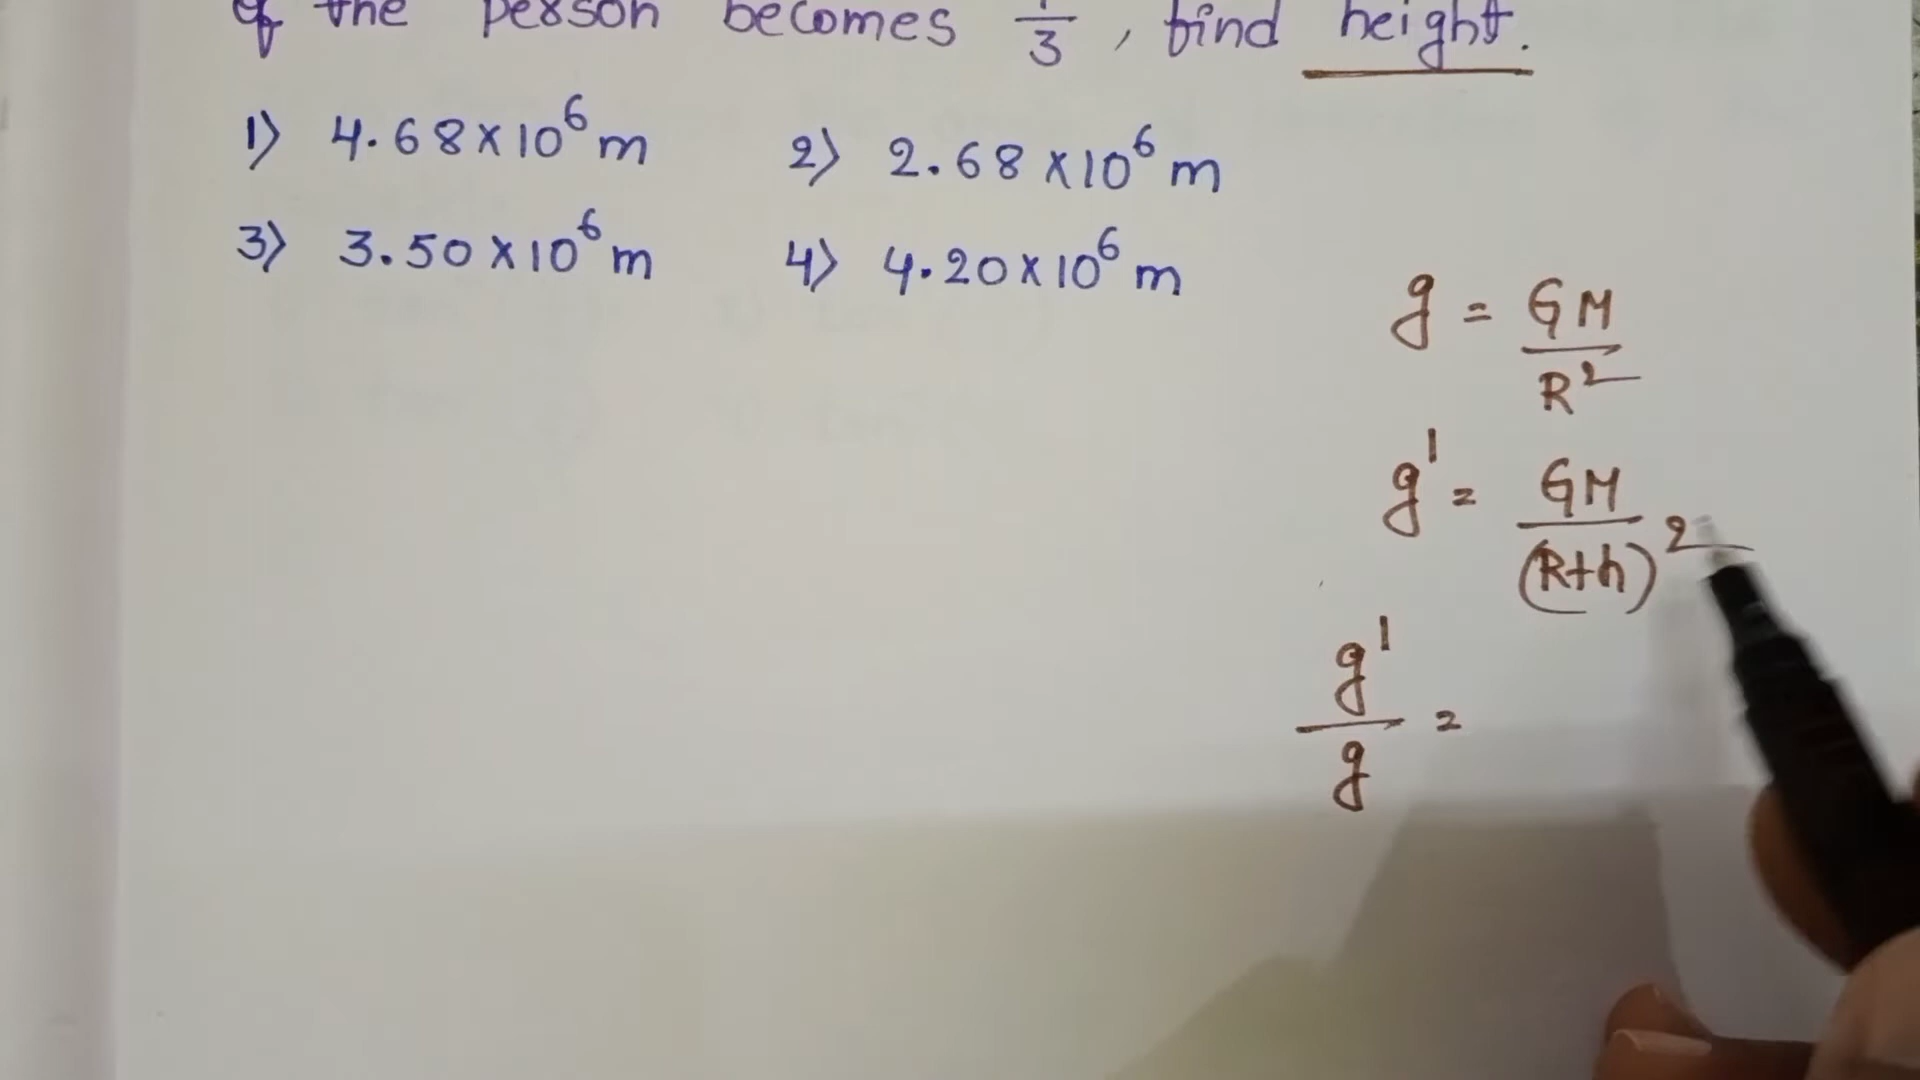 of the person becomes 1/3, find height.
1) 4.68×10⁶ m 2) 2.68×10⁶ m
3) 3.50×10⁶ m 4) 4.20×10⁶ m
g = GM/R²
g' = GM/(R+h)²
g'/g =